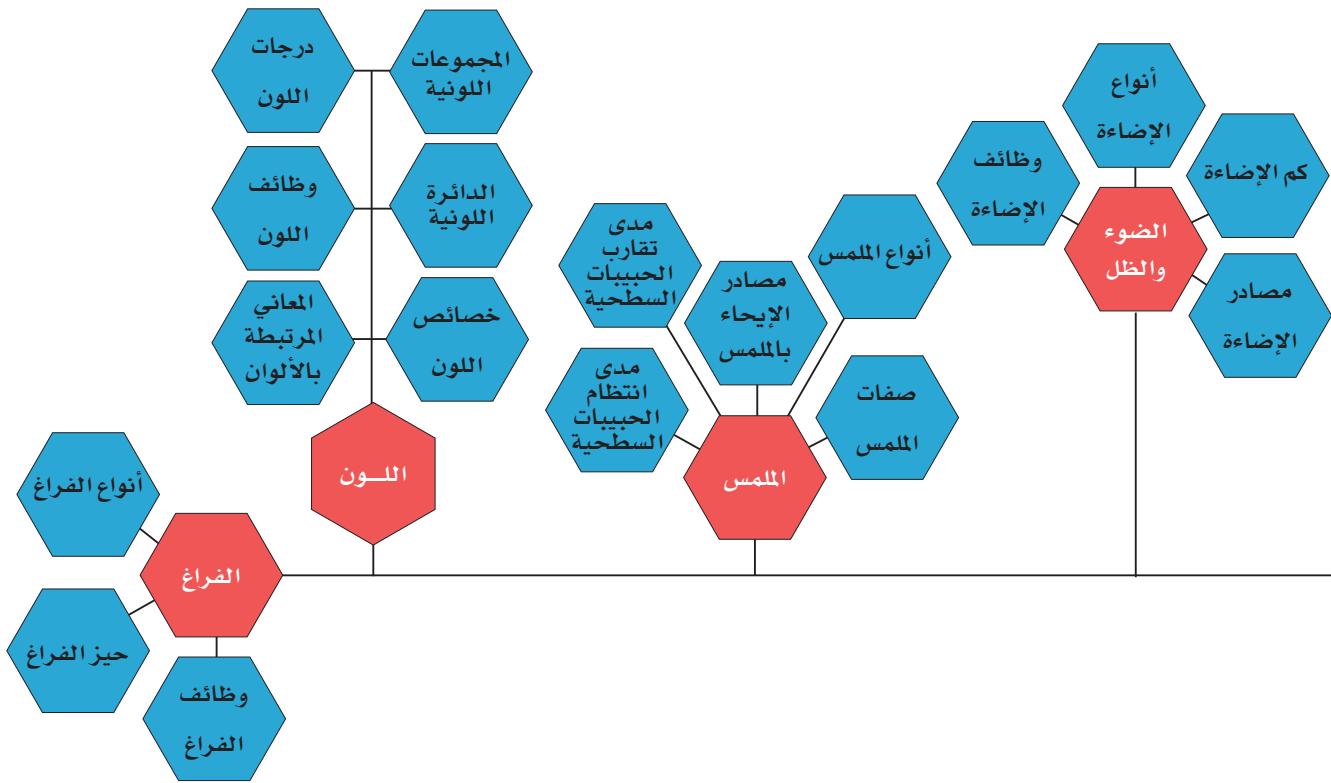 أنواع
الإضاءة
كم الإضاءة
وظائف
الإضاءة
الضوء
والظل
مصادر
الإضاءة
أنواع الملمس
مصادر
الإيحاء
بالملمس
مدى
تقارب
الحبيبات
السطحية
مدى
انتظام
الحبيبات
السطحية
صفات
الملمس
الملمس
المجموعات
اللونية
درجات
اللون
الدائرة
اللونية
وظائف
اللون
خصائص
اللون
المعاني
المرتبطة
بالألوان
اللــون
أنواع الفراغ
الفراغ
حيز الفراغ
وظائف
الفراغ